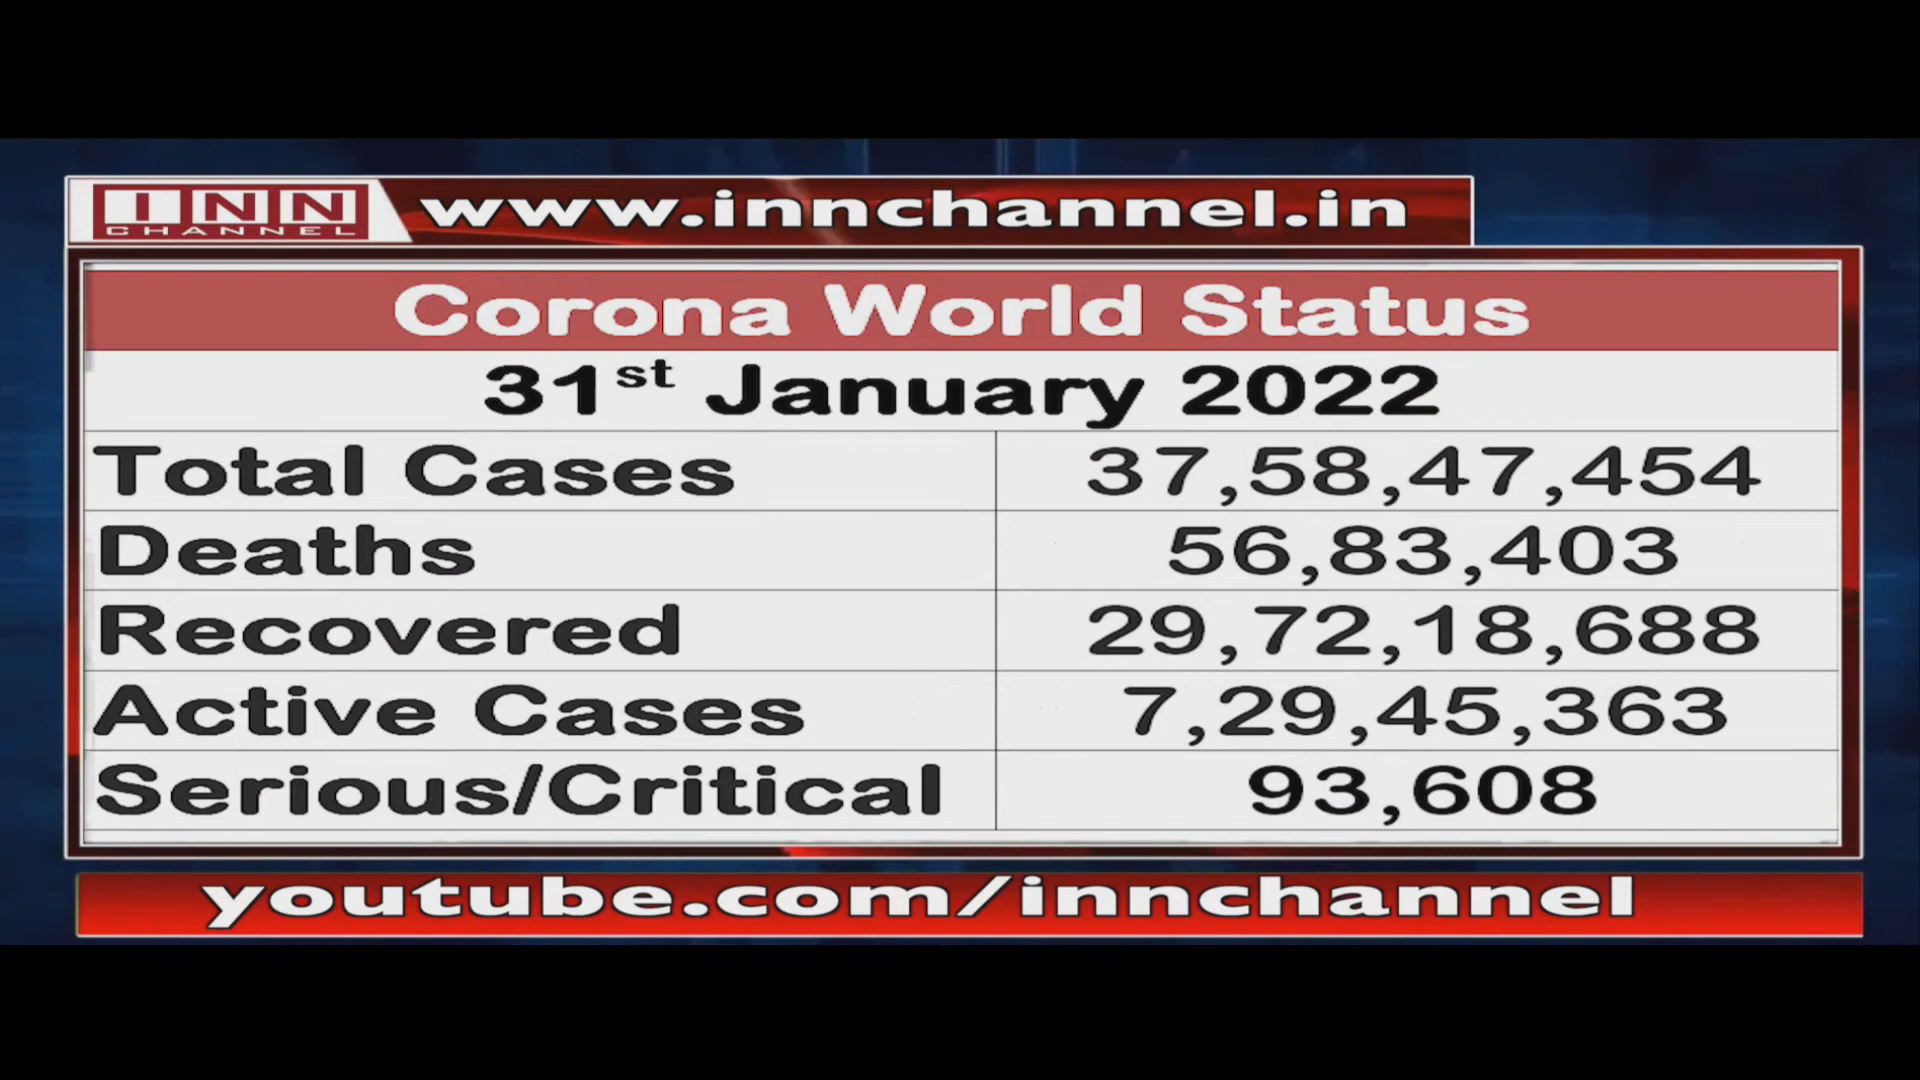 INN
CHANNEL
www.innchannel.in
Corona World Status
31st January 2022
Total Cases 37,58,47,454
Deaths 56,83,403
Recovered 29,72,18,688
Active Cases 7,29,45,363
Serious/Critical 93,608
youtube.com/innchannel